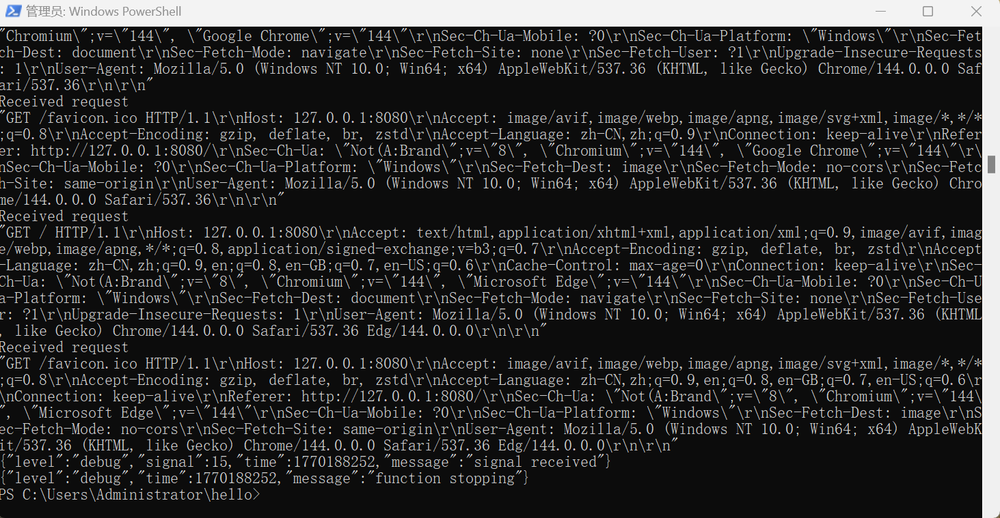 管理员: Windows PowerShell
"Chromium\";v=\"144\", \"Google Chrome\";v=\"144\"\r\nSec-Ch-Ua-Mobile: ?0\r\nSec-Ch-Ua-Platform: \"Windows\"\r\nSec-Fet
ch-Dest: document\r\nSec-Fetch-Mode: navigate\r\nSec-Fetch-Site: none\r\nSec-Fetch-User: ?1\r\nUpgrade-Insecure-Requests
: 1\r\nUser-Agent: Mozilla/5.0 (Windows NT 10.0; Win64; x64) AppleWebKit/537.36 (KHTML, like Gecko) Chrome/144.0.0.0 Saf
ari/537.36\r\n\r\n"
Received request
"GET /favicon.ico HTTP/1.1\r\nHost: 127.0.0.1:8080\r\nAccept: image/avif,image/webp,image/apng,image/svg+xml,image/*,*/*
;q=0.8\r\nAccept-Encoding: gzip, deflate, br, zstd\r\nAccept-Language: zh-CN,zh;q=0.9\r\nConnection: keep-alive\r\nRefer
er: http://127.0.0.1:8080/\r\nSec-Ch-Ua: \"Not(A:Brand\";v=\"8\", \"Chromium\";v=\"144\", \"Google Chrome\";v=\"144\"\r\
nSec-Ch-Ua-Mobile: ?0\r\nSec-Ch-Ua-Platform: \"Windows\"\r\nSec-Fetch-Dest: image\r\nSec-Fetch-Mode: no-cors\r\nSec-Fetc
h-Site: same-origin\r\nUser-Agent: Mozilla/5.0 (Windows NT 10.0; Win64; x64) AppleWebKit/537.36 (KHTML, like Gecko) Chro
me/144.0.0.0 Safari/537.36\r\n\r\n"
Received request
"GET / HTTP/1.1\r\nHost: 127.0.0.1:8080\r\nAccept: text/html,application/xhtml+xml,application/xml;q=0.9,image/avif,imag
e/webp,image/apng,*/*;q=0.8,application/signed-exchange;v=b3;q=0.7\r\nAccept-Encoding: gzip, deflate, br, zstd\r\nAccept
-Language: zh-CN,zh;q=0.9,en;q=0.8,en-GB;q=0.7,en-US;q=0.6\r\nCache-Control: max-age=0\r\nConnection: keep-alive\r\nSec-
Ch-Ua: \"Not(A:Brand\";v=\"8\", \"Chromium\";v=\"144\", \"Microsoft Edge\";v=\"144\"\r\nSec-Ch-Ua-Mobile: ?0\r\nSec-Ch-U
a-Platform: \"Windows\"\r\nSec-Fetch-Dest: document\r\nSec-Fetch-Mode: navigate\r\nSec-Fetch-Site: none\r\nSec-Fetch-Use
r: ?1\r\nUpgrade-Insecure-Requests: 1\r\nUser-Agent: Mozilla/5.0 (Windows NT 10.0; Win64; x64) AppleWebKit/537.36 (KHTML
, like Gecko) Chrome/144.0.0.0 Safari/537.36 Edg/144.0.0.0\r\n\r\n"
Received request
"GET /favicon.ico HTTP/1.1\r\nHost: 127.0.0.1:8080\r\nAccept: image/avif,image/webp,image/apng,image/svg+xml,image/*,*/*
;q=0.8\r\nAccept-Encoding: gzip, deflate, br, zstd\r\nAccept-Language: zh-CN,zh;q=0.9,en;q=0.8,en-GB;q=0.7,en-US;q=0.6\r
\nConnection: keep-alive\r\nReferer: http://127.0.0.1:8080/\r\nSec-Ch-Ua: \"Not(A:Brand\";v=\"8\", \"Chromium\";v=\"144\
", \"Microsoft Edge\";v=\"144\"\r\nSec-Ch-Ua-Mobile: ?0\r\nSec-Ch-Ua-Platform: \"Windows\"\r\nSec-Fetch-Dest: image\r\nS
ec-Fetch-Mode: no-cors\r\nSec-Fetch-Site: same-origin\r\nUser-Agent: Mozilla/5.0 (Windows NT 10.0; Win64; x64) AppleWebK
it/537.36 (KHTML, like Gecko) Chrome/144.0.0.0 Safari/537.36 Edg/144.0.0.0\r\n\r\n"
{"level":"debug","signal":15,"time":1770188252,"message":"signal received"}
{"level":"debug","time":1770188252,"message":"function stopping"}
PS C:\Users\Administrator\hello>